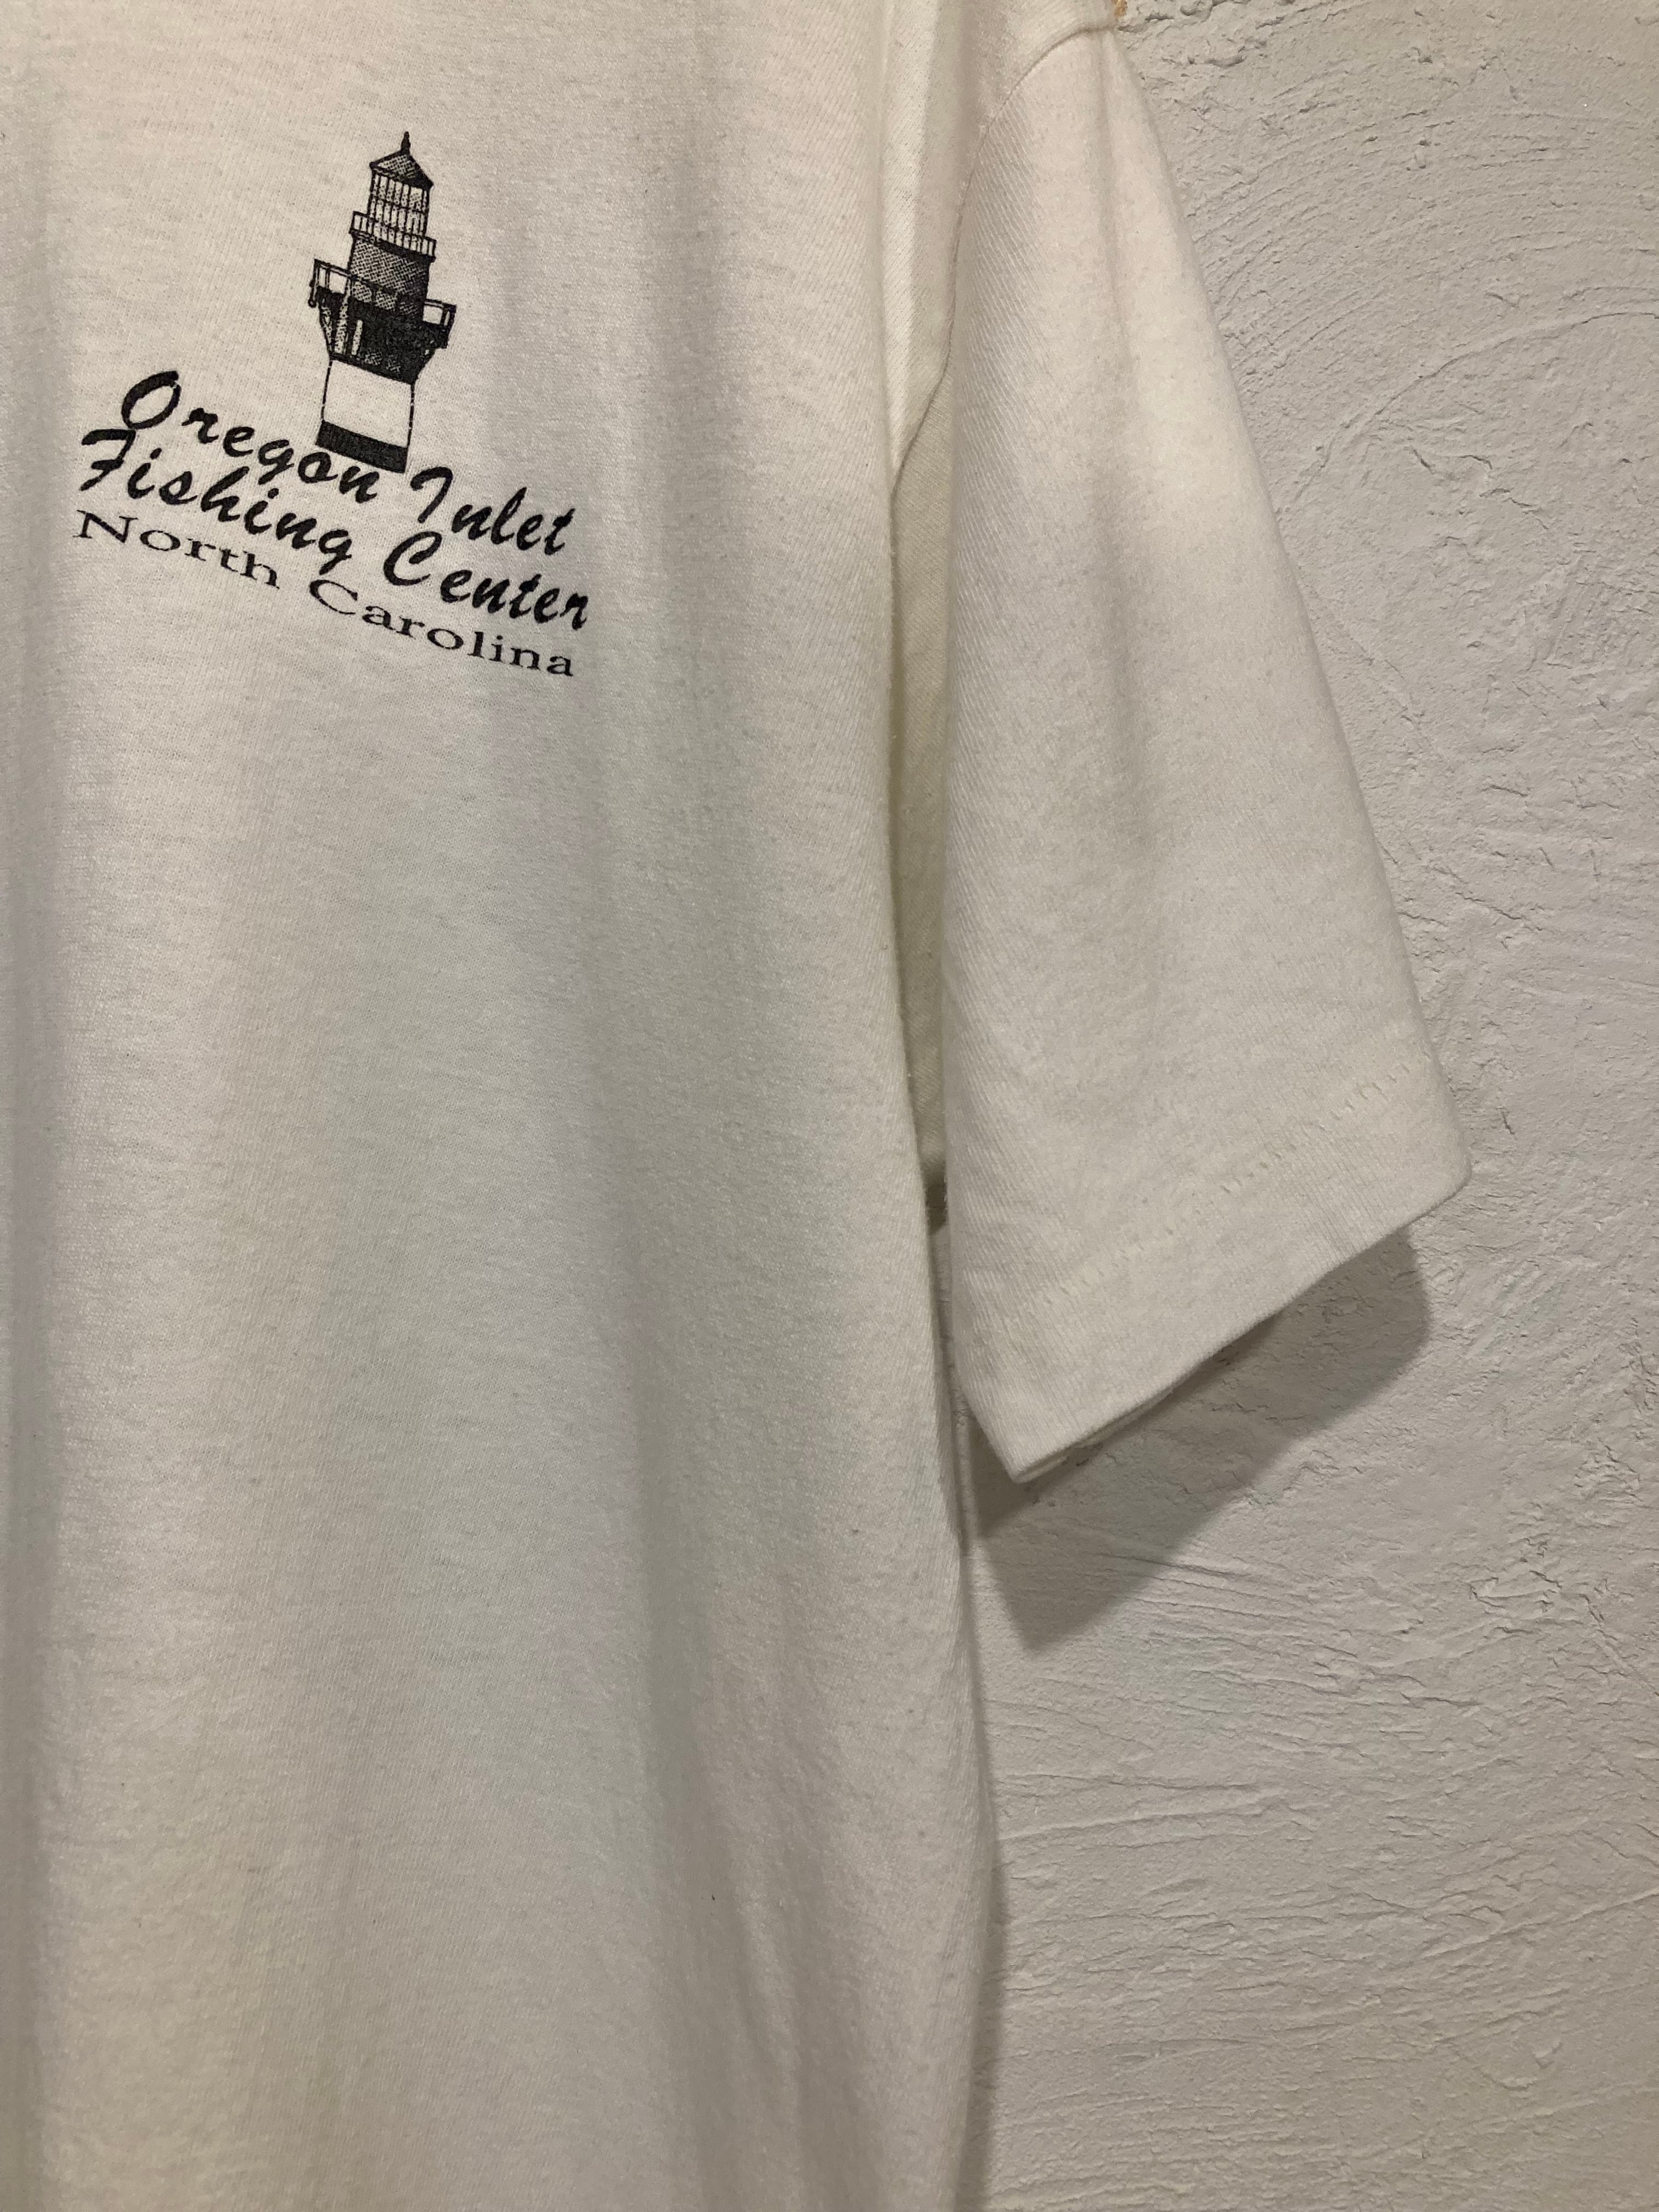 Oregon Inlet
Fishing Center
North Carolina